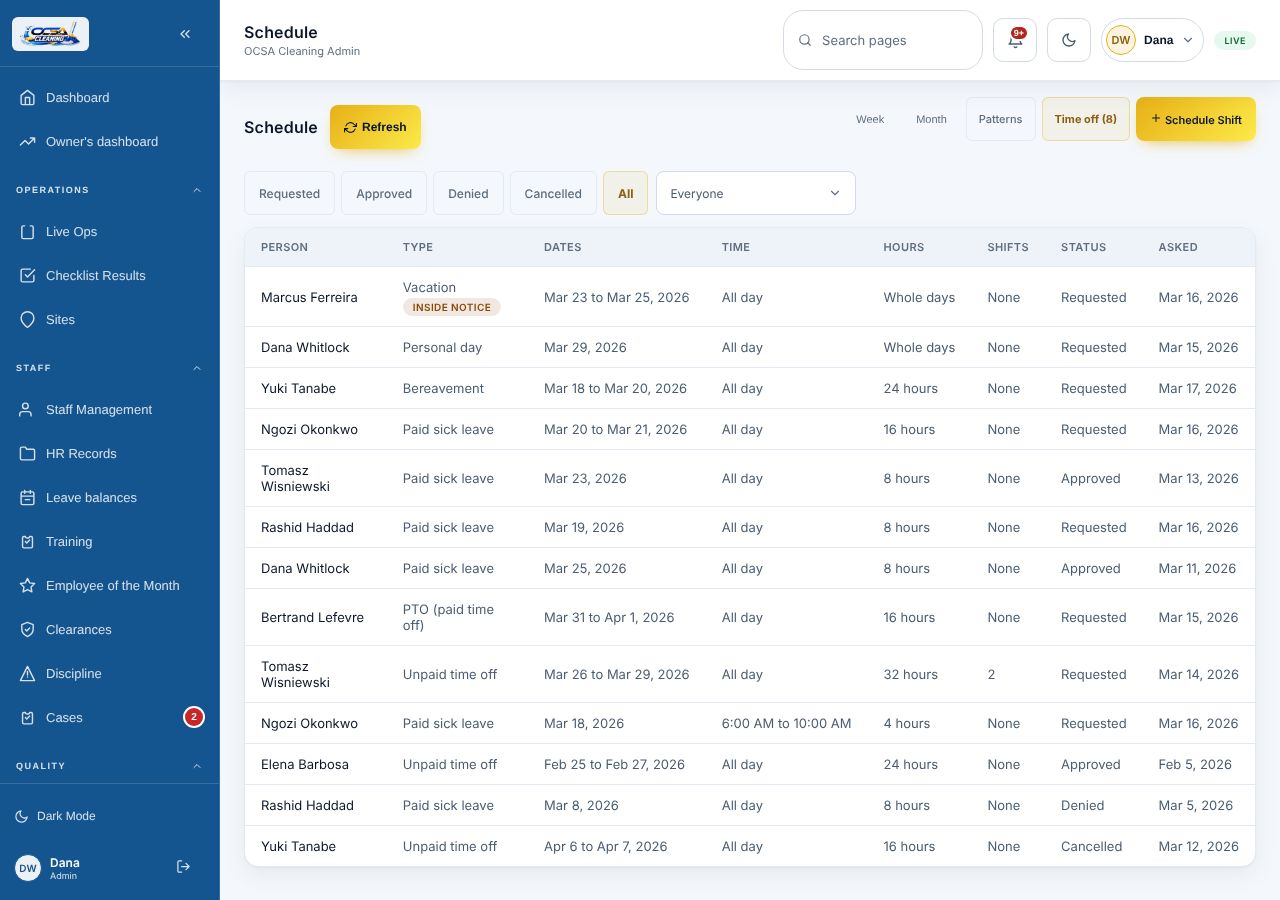 OCSA
CLEANING
Schedule
OCSA Cleaning Admin
Search pages
9+
DW
Dana
LIVE
Dashboard
Owner's dashboard
OPERATIONS
Live Ops
Checklist Results
Sites
STAFF
Staff Management
HR Records
Leave balances
Training
Employee of the Month
Clearances
Discipline
Cases
2
QUALITY
Dark Mode
DW
Dana
Admin
Schedule
Refresh
Week
Month
Patterns
Time off (8)
+ Schedule Shift
Requested
Approved
Denied
Cancelled
All
Everyone
PERSON TYPE DATES TIME HOURS SHIFTS STATUS ASKED
Marcus Ferreira Vacation Mar 23 to Mar 25, 2026 All day Whole days None Requested Mar 16, 2026
INSIDE NOTICE
Dana Whitlock Personal day Mar 29, 2026 All day Whole days None Requested Mar 15, 2026
Yuki Tanabe Bereavement Mar 18 to Mar 20, 2026 All day 24 hours None Requested Mar 17, 2026
Ngozi Okonkwo Paid sick leave Mar 20 to Mar 21, 2026 All day 16 hours None Requested Mar 16, 2026
Tomasz
Wisniewski Paid sick leave Mar 23, 2026 All day 8 hours None Approved Mar 13, 2026
Rashid Haddad Paid sick leave Mar 19, 2026 All day 8 hours None Requested Mar 16, 2026
Dana Whitlock Paid sick leave Mar 25, 2026 All day 8 hours None Approved Mar 11, 2026
Bertrand Lefevre PTO (paid time
off) Mar 31 to Apr 1, 2026 All day 16 hours None Requested Mar 15, 2026
Tomasz
Wisniewski Unpaid time off Mar 26 to Mar 29, 2026 All day 32 hours 2 Requested Mar 14, 2026
Ngozi Okonkwo Paid sick leave Mar 18, 2026 6:00 AM to 10:00 AM 4 hours None Requested Mar 16, 2026
Elena Barbosa Unpaid time off Feb 25 to Feb 27, 2026 All day 24 hours None Approved Feb 5, 2026
Rashid Haddad Paid sick leave Mar 8, 2026 All day 8 hours None Denied Mar 5, 2026
Yuki Tanabe Unpaid time off Apr 6 to Apr 7, 2026 All day 16 hours None Cancelled Mar 12, 2026